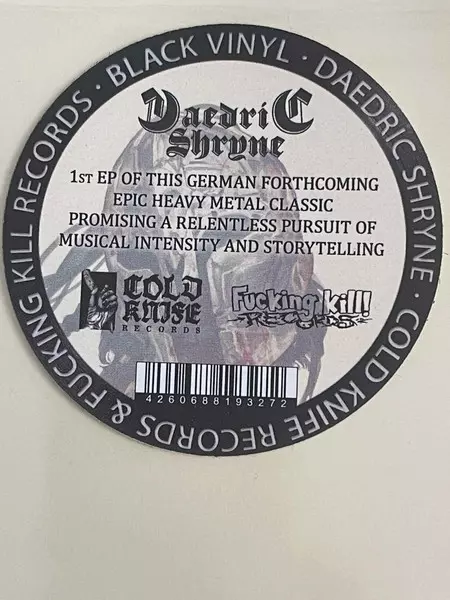 COLD KNIFE RECORDS & FUCKING KILL RECORDS · BLACK VINYL · DAEDRIC SHRYNE ·
Daedric
Shryne
1ST EP OF THIS GERMAN FORTHCOMING
EPIC HEAVY METAL CLASSIC
PROMISING A RELENTLESS PURSUIT OF
MUSICAL INTENSITY AND STORYTELLING
COLD
KNIFE
RECORDS
Fucking kill!
RECORDS
4260688193272